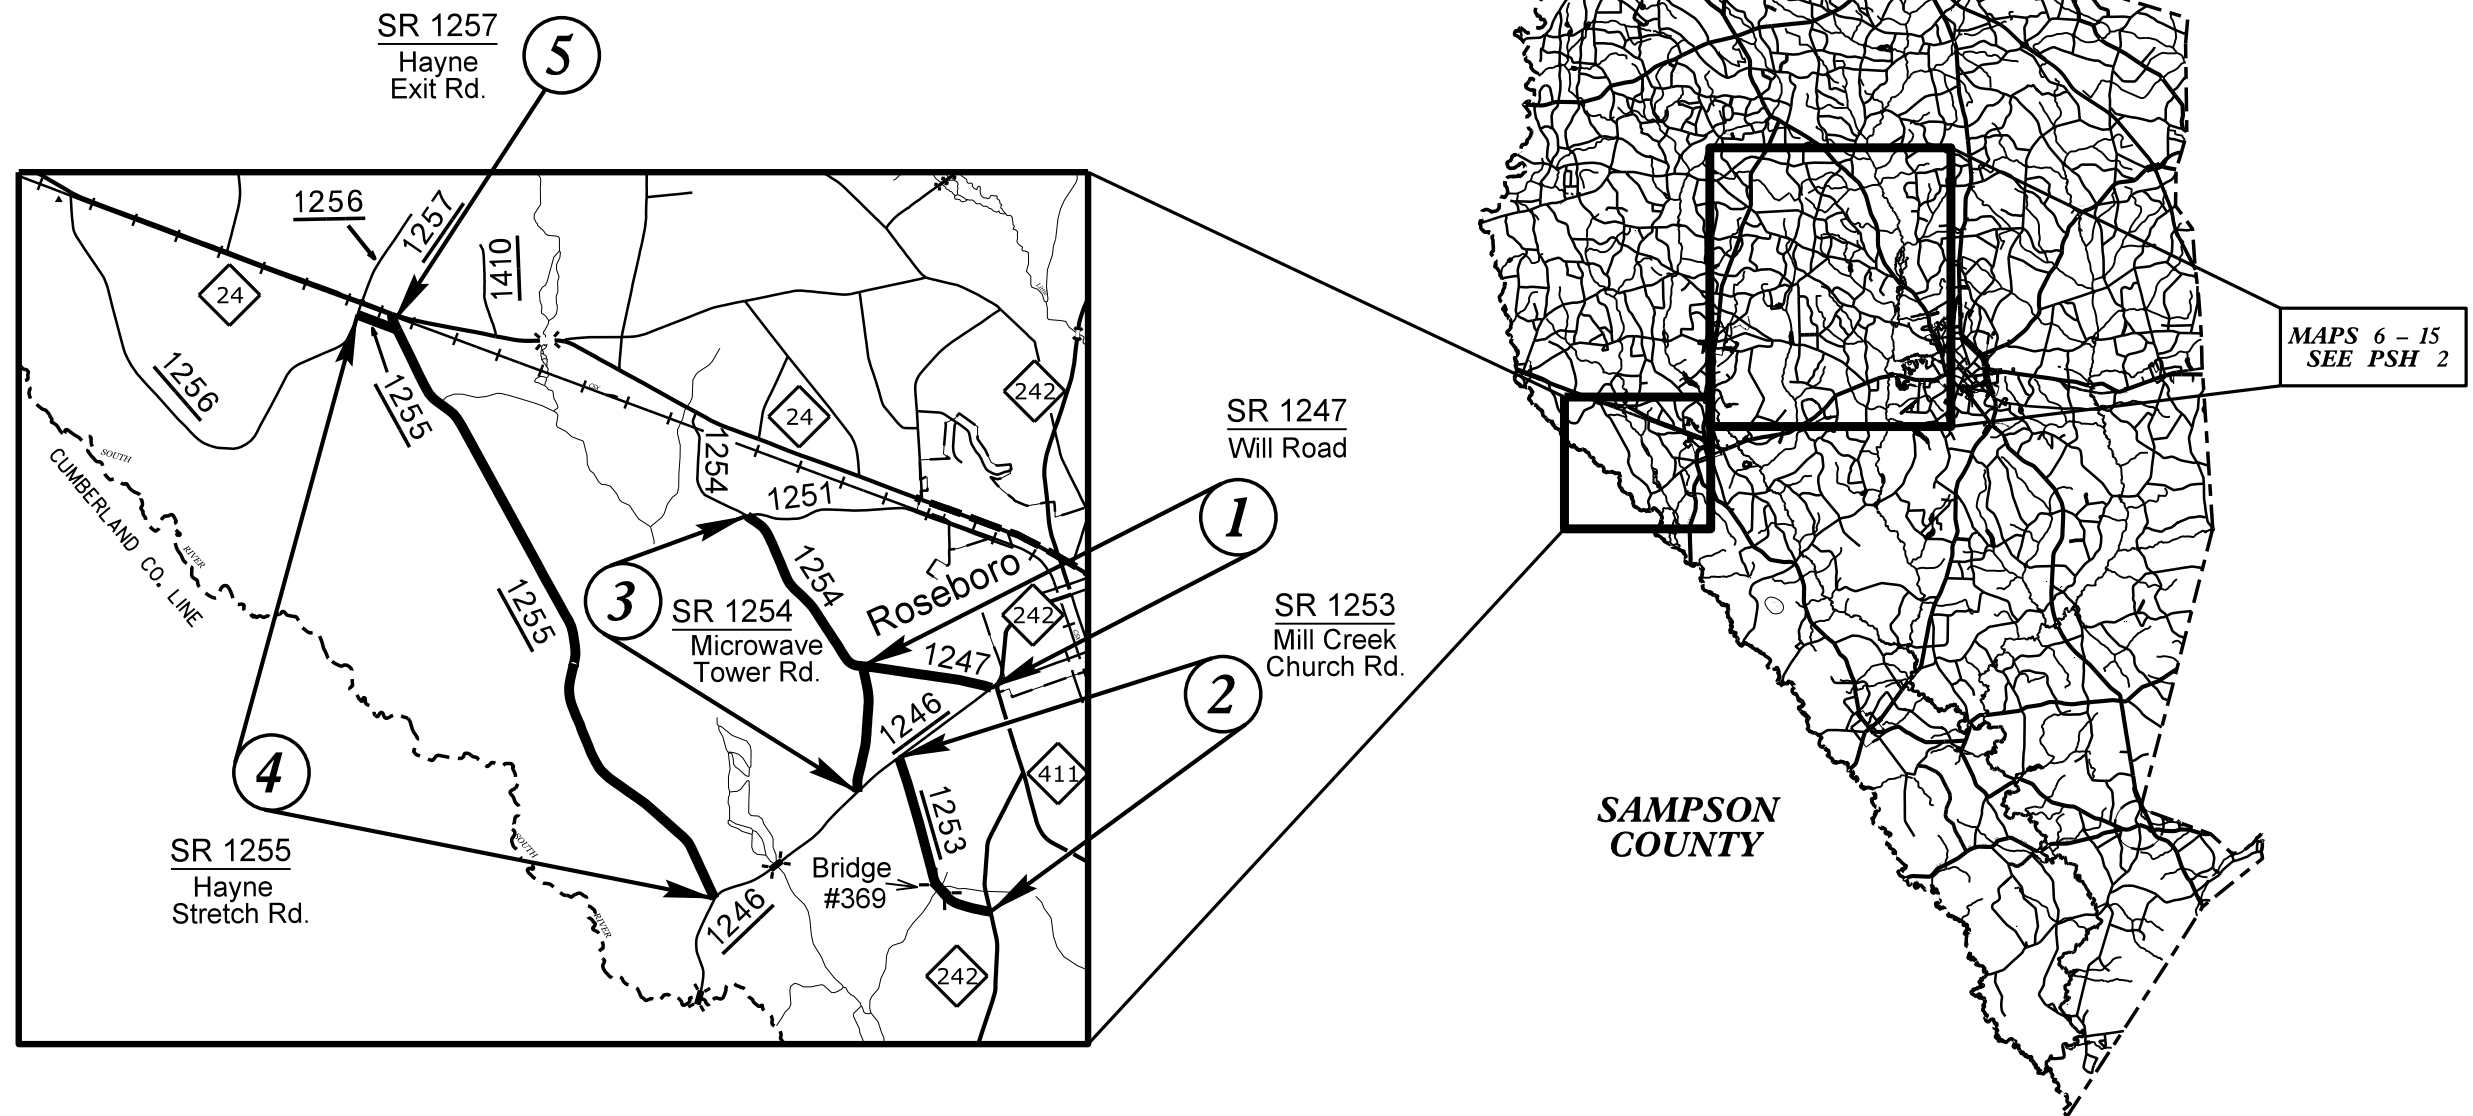 SR 1257
Hayne
Exit Rd.
5
1256
1257
1410
24
1256
1255
SOUTH
CUMBERLAND CO. LINE
RIVER
1255
24
242
1254
1251
SR 1247
Will Road
1
3
SR 1254
Microwave
Tower Rd.
1254
Roseboro
242
1247
SR 1253
Mill Creek
Church Rd.
2
1246
4
SR 1255
Hayne
Stretch Rd.
SOUTH
RIVER
1246
1253
Bridge
#369
411
242
MAPS 6 – 15
SEE PSH 2
SAMPSON
COUNTY